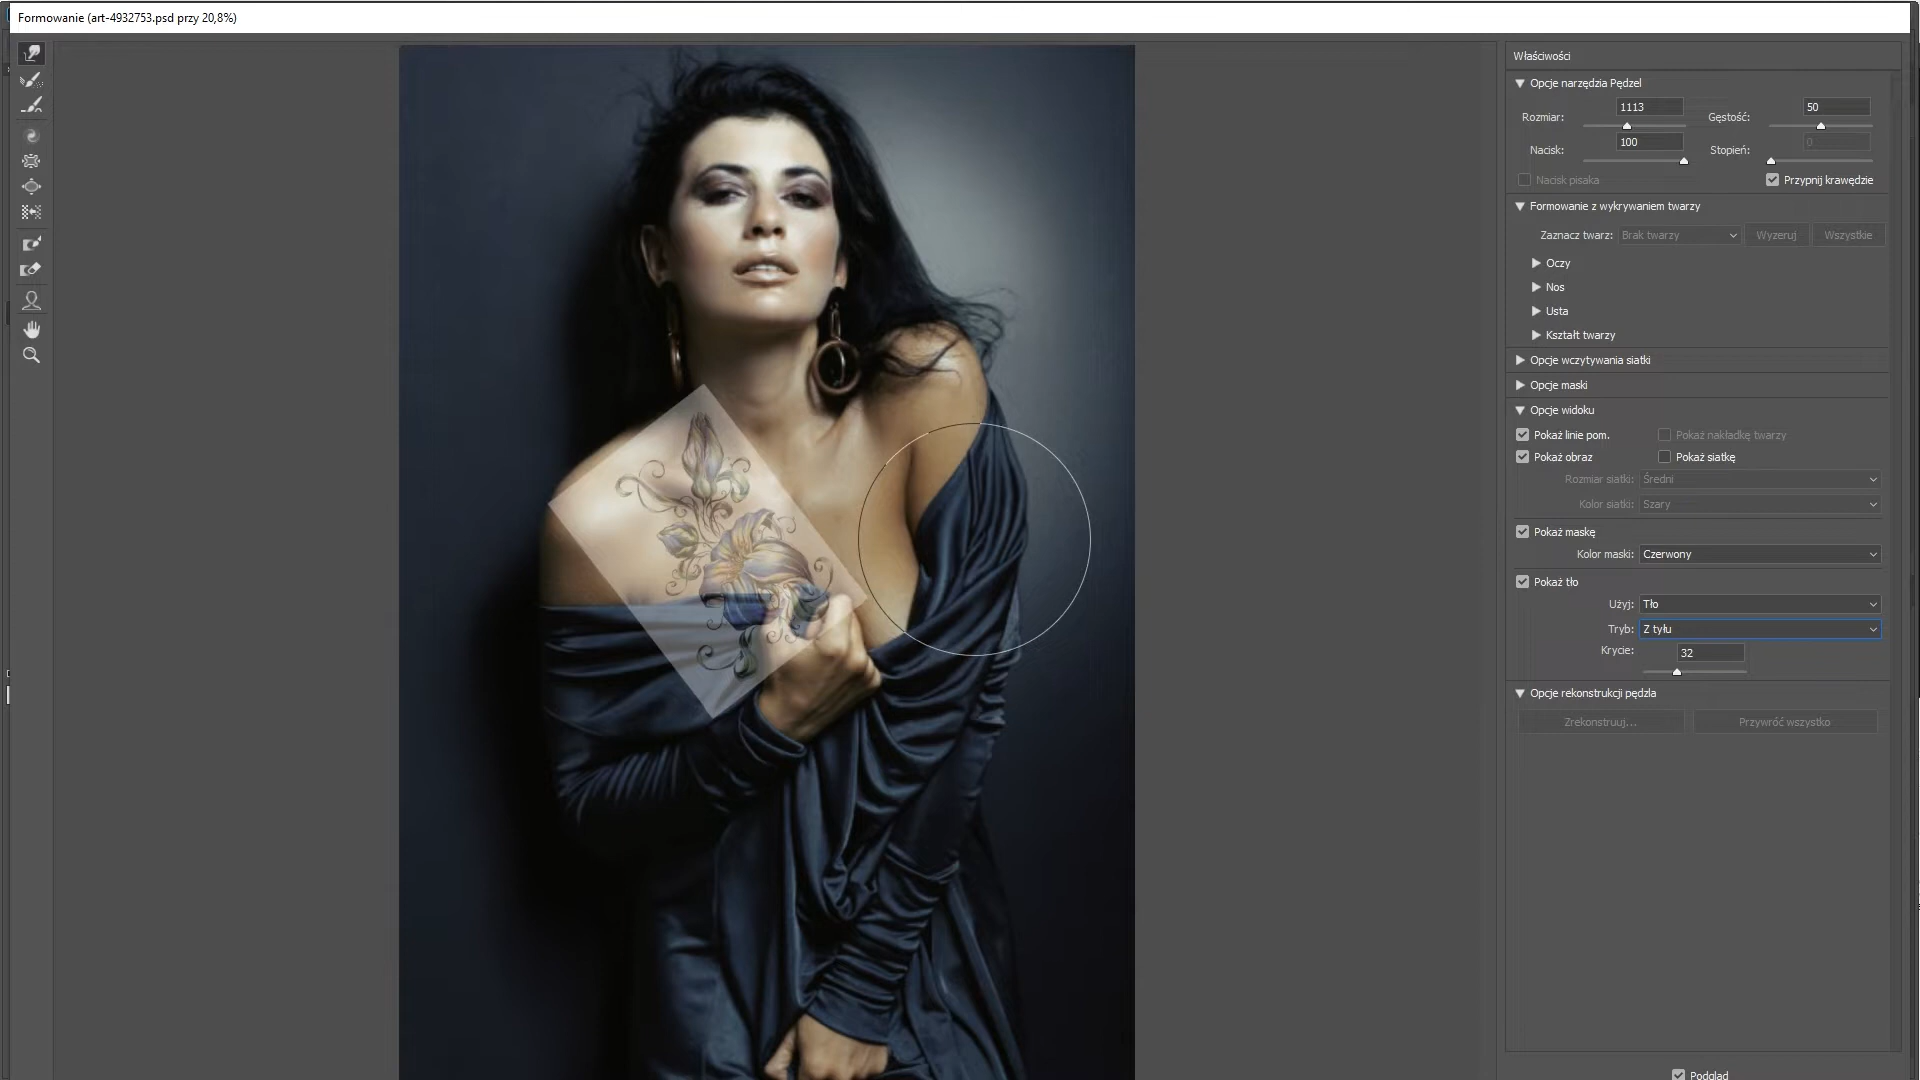 Formowanie (art-4932753.psd przy 20,8%)
Właściwości
Opcje narzędzia Pędzel
Rozmiar: 1113 Gęstość: 50
Nacisk: 100 Stopień: 0
Nacisk pisaka Przypnij krawędzie
Formowanie z wykrywaniem twarzy
Zaznacz twarz: Brak twarzy Wyzeruj Wszystkie
Oczy
Nos
Usta
Kształt twarzy
Opcje wczytywania siatki
Opcje maski
Opcje widoku
Pokaż linie pom. Pokaż nakładkę twarzy
Pokaż obraz Pokaż siatkę
Rozmiar siatki: Średni
Kolor siatki: Szary
Pokaż maskę
Kolor maski: Czerwony
Pokaż tło
Użyj: Tło
Tryb: Z tyłu
Krycie: 32
Opcje rekonstrukcji pędzla
Zrekonstruuj... Przywróć wszystko
Podgląd